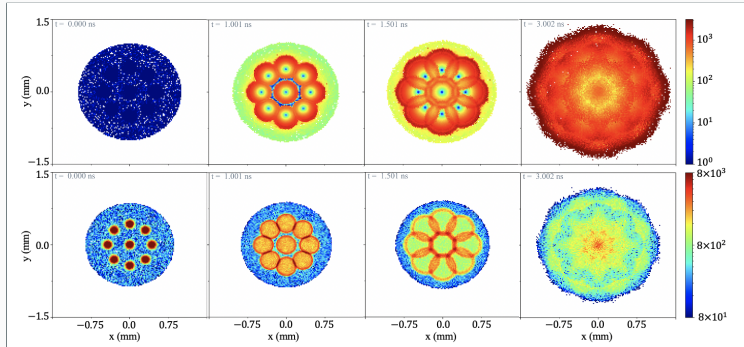 1.5
t = 0.000 ns
t = 1.001 ns
t = 1.501 ns
t = 3.002 ns
10³
y (mm)
0.0
10²
10¹
−1.5
10⁰
1.5
t = 0.000 ns
t = 1.001 ns
t = 1.501 ns
t = 3.002 ns
8×10³
y (mm)
0.0
8×10²
−1.5
8×10¹
−0.75 0.0 0.75
−0.75 0.0 0.75
−0.75 0.0 0.75
−0.75 0.0 0.75
x (mm)
x (mm)
x (mm)
x (mm)